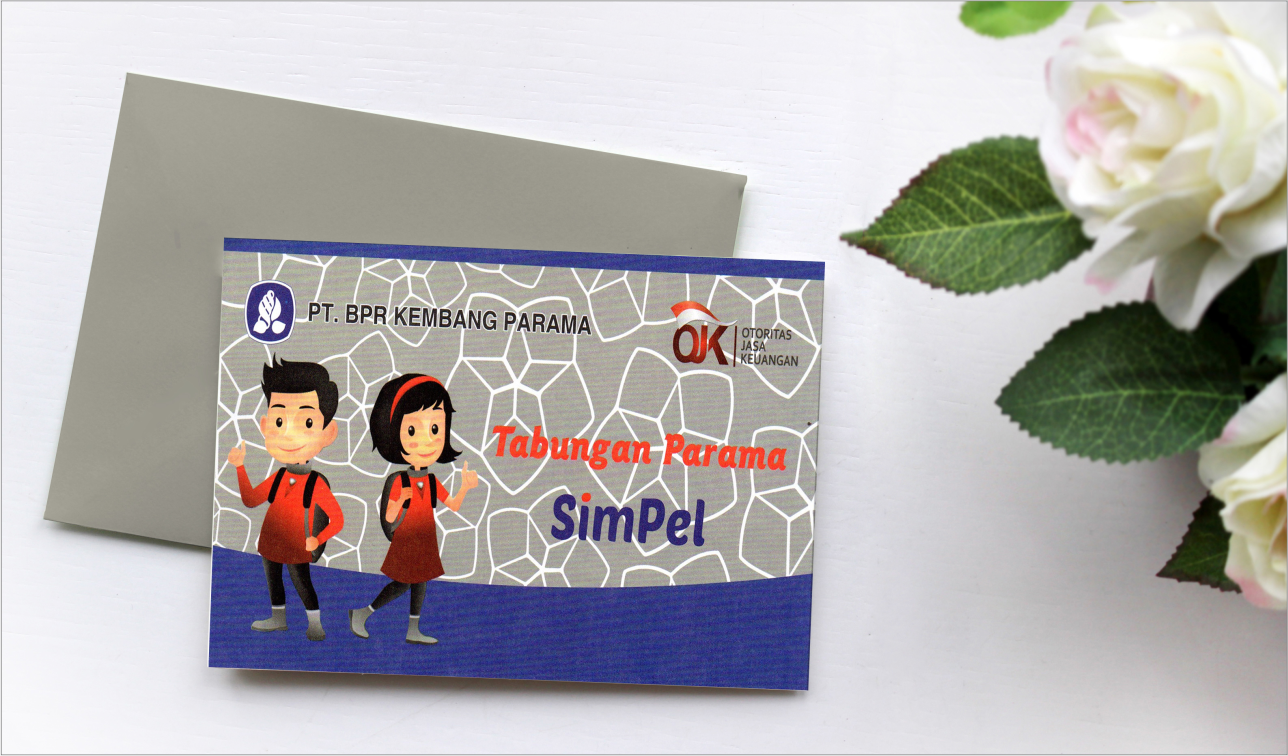 PT. BPR KEMBANG PARAMA
OJK
OTORITAS
JASA
KEUANGAN
Tabungan Parama
SimPel